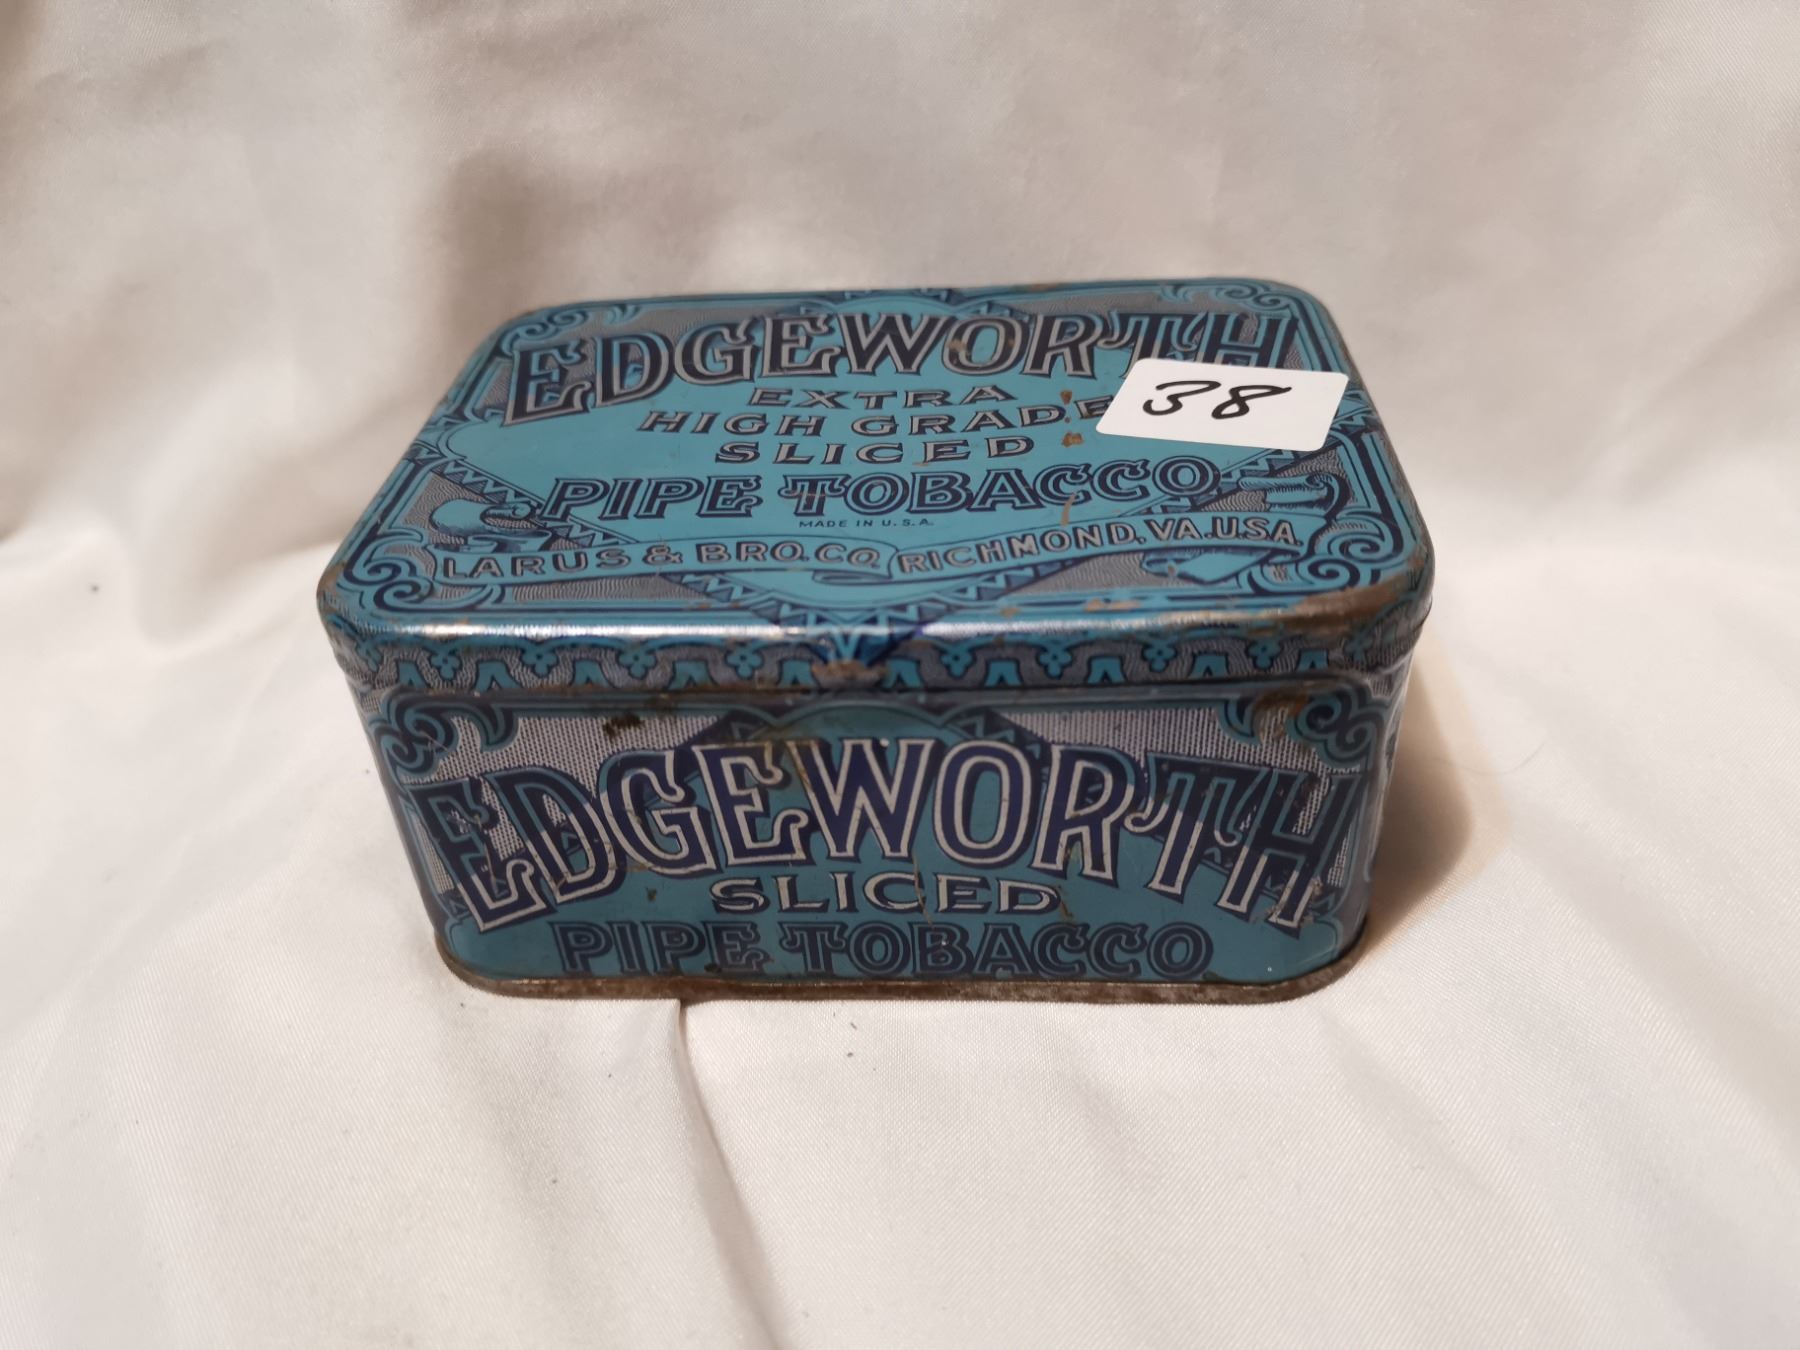 EDGEWORTH
38
EXTRA
HIGH GRADE
SLICED
PIPE TOBACCO
MADE IN U.S.A.
LARUS & BRO. CO. RICHMOND, VA. U.S.A.
EDGEWORTH
SLICED
PIPE TOBACCO